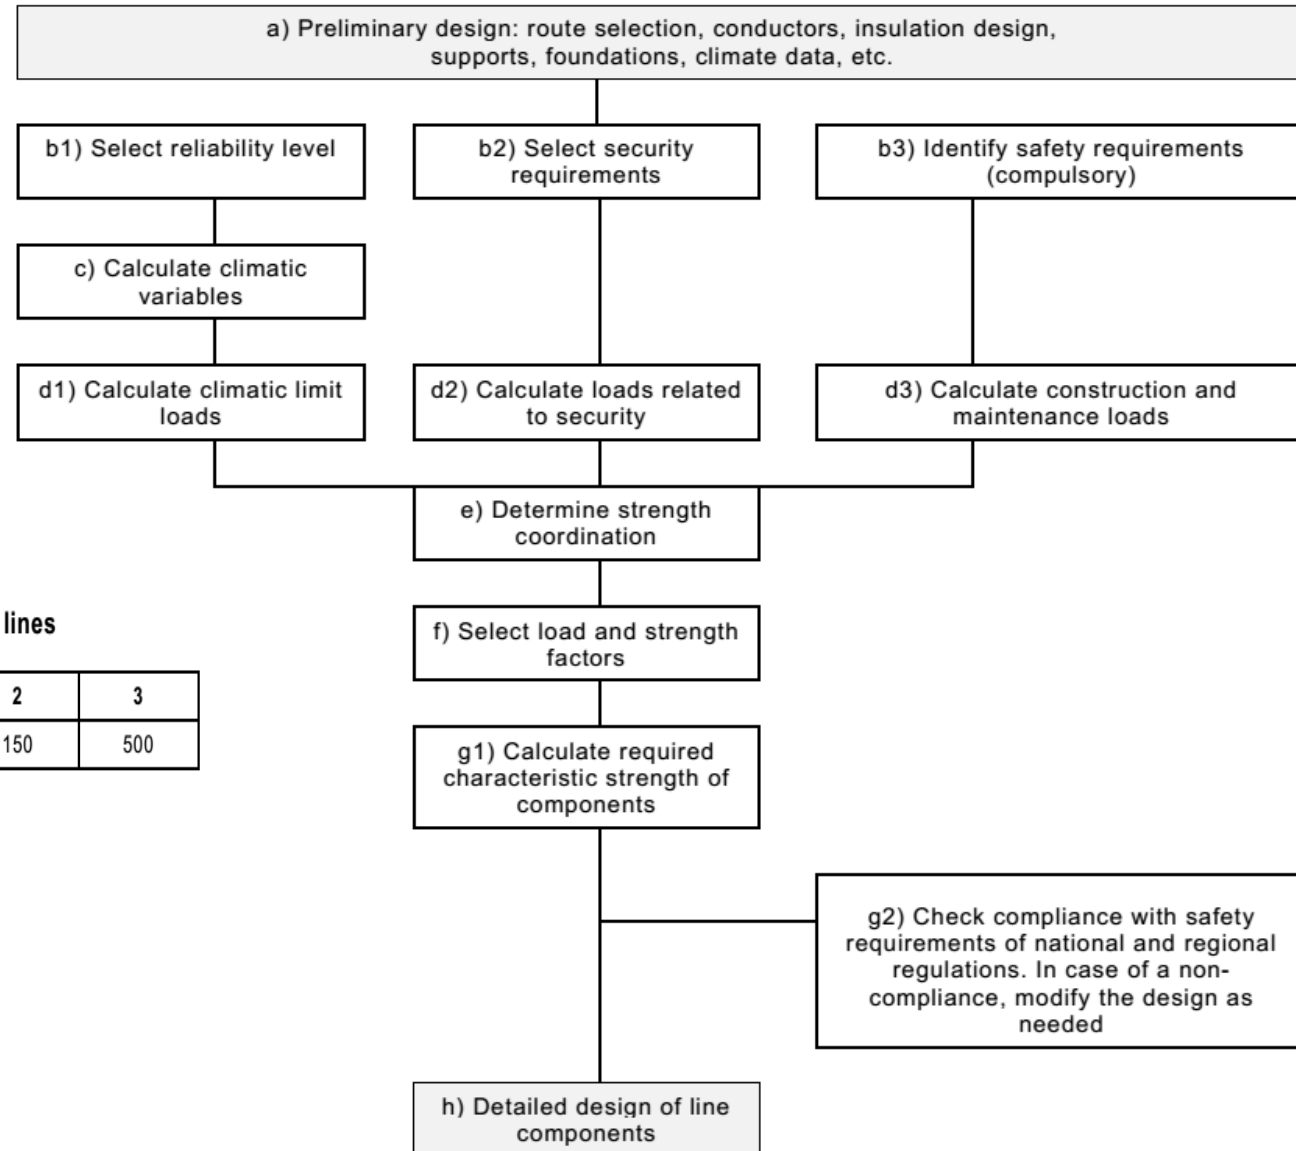 a) Preliminary design: route selection, conductors, insulation design,
supports, foundations, climate data, etc.
b1) Select reliability level
b2) Select security
requirements
b3) Identify safety requirements
(compulsory)
c) Calculate climatic
variables
d1) Calculate climatic limit
loads
d2) Calculate loads related
to security
d3) Calculate construction and
maintenance loads
e) Determine strength
coordination
lines
2 3
150 500
f) Select load and strength
factors
g1) Calculate required
characteristic strength of
components
g2) Check compliance with safety
requirements of national and regional
regulations. In case of a non-
compliance, modify the design as
needed
h) Detailed design of line
components